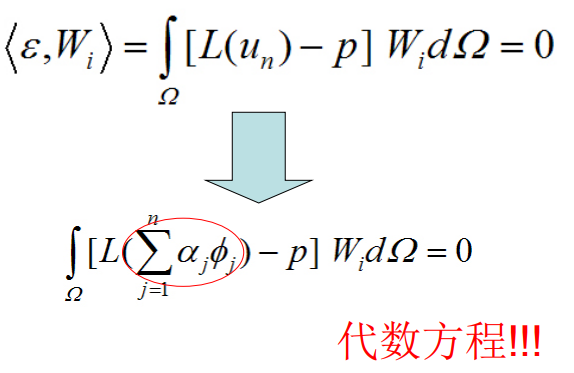 ⟨ε,W_i⟩ = ∫_Ω [L(u_n) − p] W_i dΩ = 0
∫_Ω [L(∑_{j=1}^{n} α_j ϕ_j) − p] W_i dΩ = 0
代数方程!!!